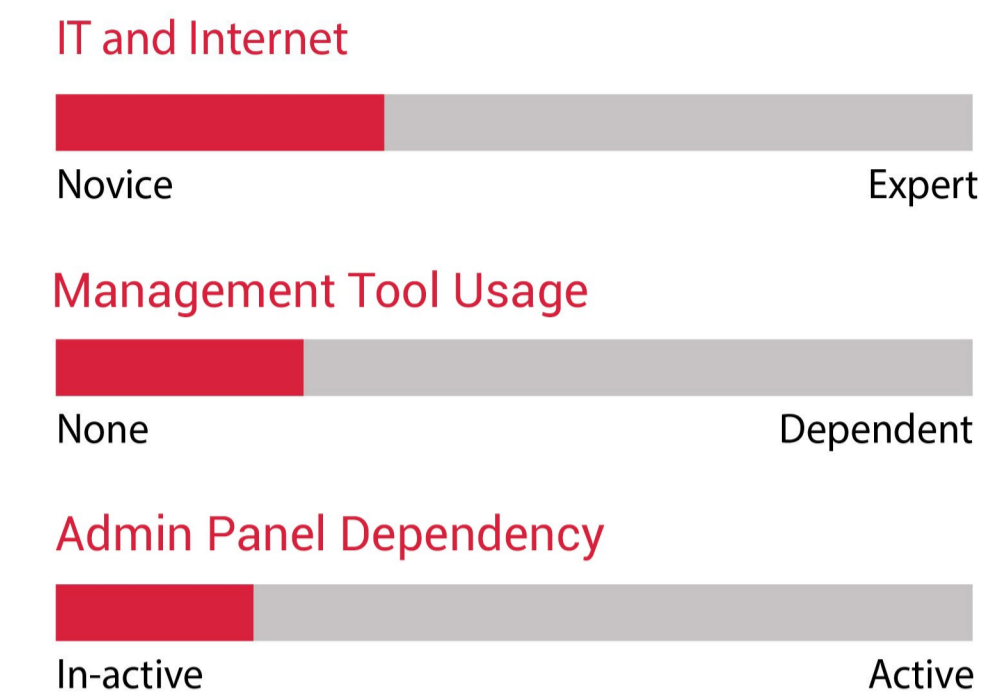 IT and Internet
Novice Expert
Management Tool Usage
None Dependent
Admin Panel Dependency
In-active Active